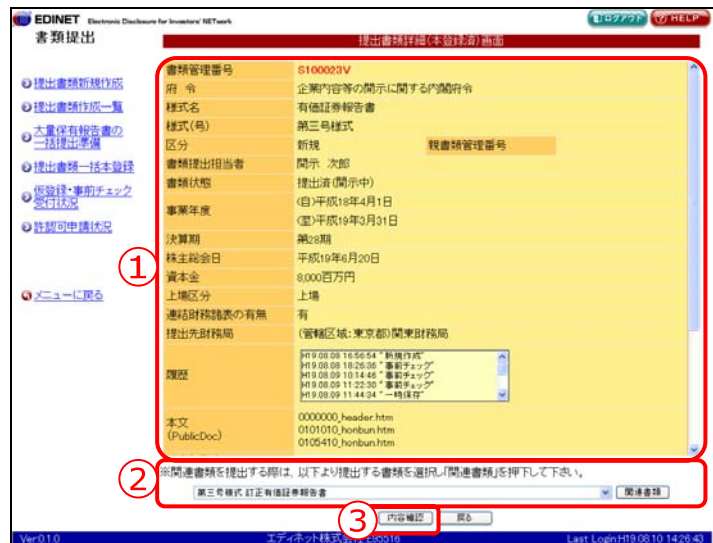 EDINET Electronic Disclosure for Investors' NETwork
ログアウト HELP
書類提出
提出書類詳細(本登録済)画面
提出書類新規作成
提出書類作成一覧
大量保有報告書の
一括提出準備
提出書類一括本登録
仮登録・事前チェック
受付状況
許認可申請状況
メニューに戻る
①
書類管理番号 S100023V
府 令 企業内容等の開示に関する内閣府令
様式名 有価証券報告書
様式(号) 第三号様式
区分 新規 親書類管理番号
書類提出担当者 開示 次郎
書類状態 提出済(開示中)
事業年度 (自)平成18年4月1日
(至)平成19年3月31日
決算期 第28期
株主総会日 平成19年6月20日
資本金 8,000百万円
上場区分 上場
連結財務諸表の有無 有
提出先財務局 (管轄区域:東京都)関東財務局
履歴
H19.08.08 16:56:54 "新規作成"
H19.08.08 18:26:36 "事前チェック"
H19.08.09 10:14:46 "事前チェック"
H19.08.09 11:22:30 "事前チェック"
H19.08.09 11:44:34 "一時保存"
本文
(PublicDoc)
0000000_header.htm
0101010_honbun.htm
0105410_honbun.htm
②
※関連書類を提出する際は、以下より提出する書類を選択し「関連書類」を押下して下さい。
第三号様式 訂正有価証券報告書 関連書類
③
内容確認 戻る
Ver.0.1.0 エディネット株式会社:E95516 Last Login:H19.08.10 14:26:43